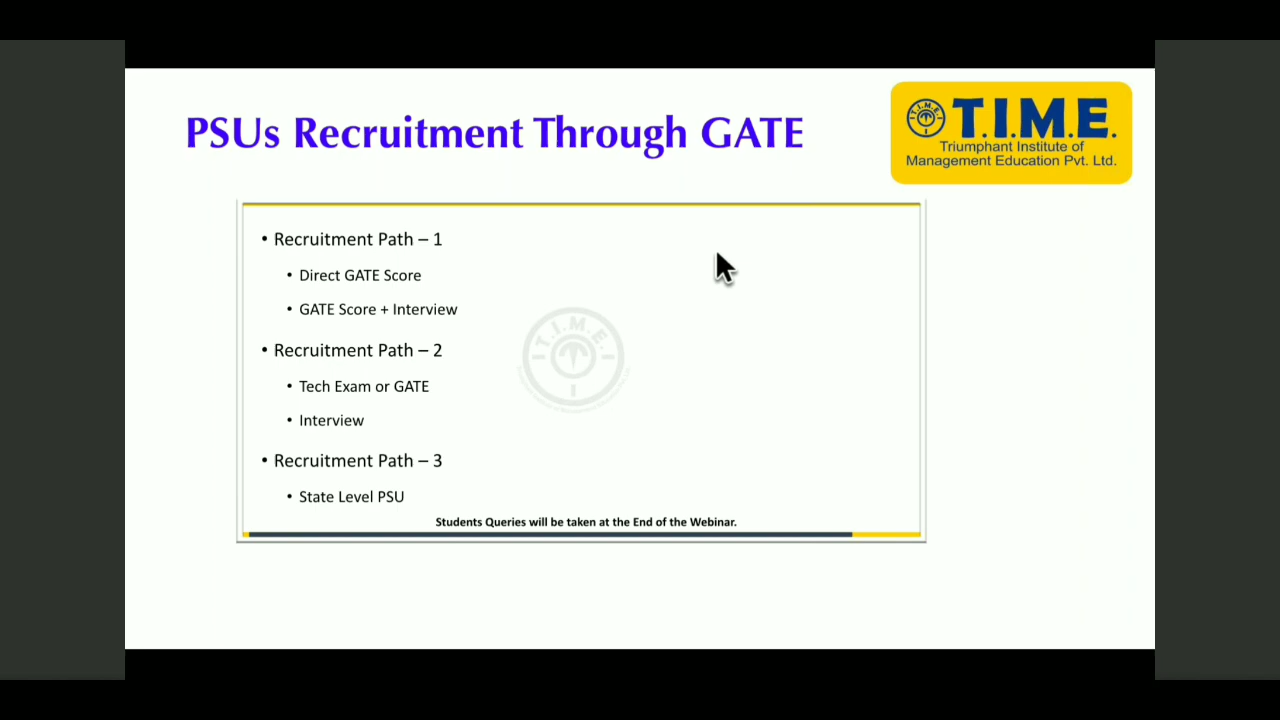 PSUs Recruitment Through GATE
T.I.M.E.
T.I.M.E.
Triumphant Institute of
Management Education Pvt. Ltd.
• Recruitment Path – 1
• Direct GATE Score
• GATE Score + Interview
T.I.M.E.
• Recruitment Path – 2
• Tech Exam or GATE
• Interview
• Recruitment Path – 3
• State Level PSU
Students Queries will be taken at the End of the Webinar.